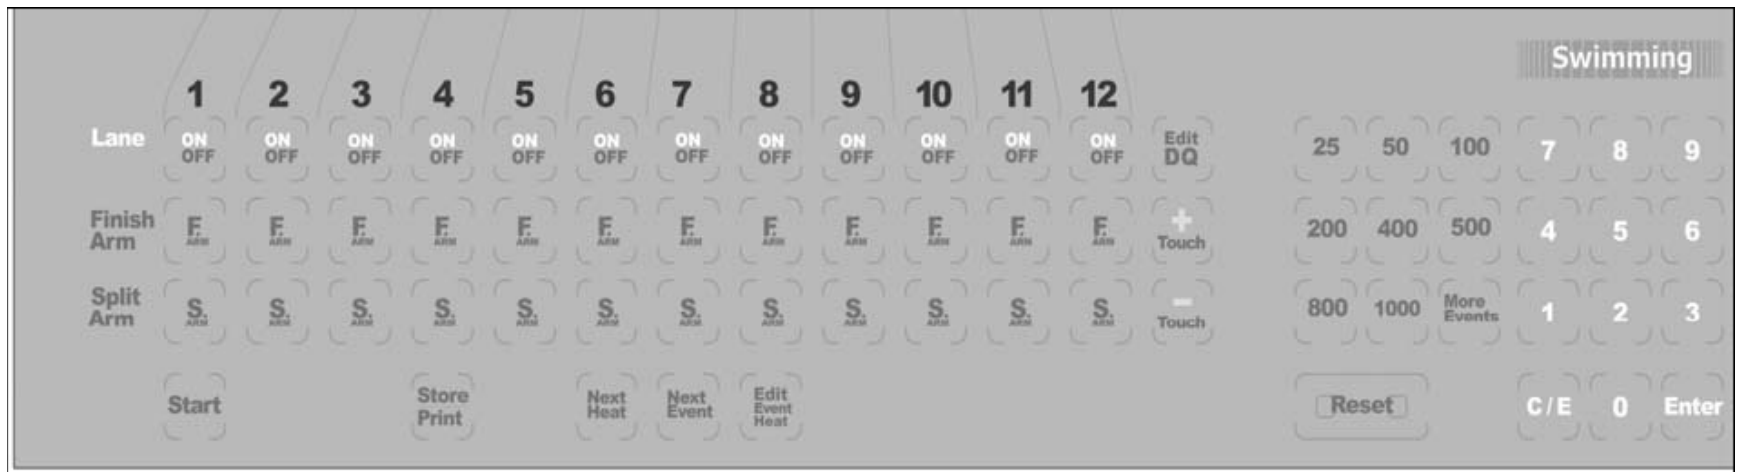 Swimming
1 2 3 4 5 6 7 8 9 10 11 12
Lane ON OFF ON OFF ON OFF ON OFF ON OFF ON OFF ON OFF ON OFF ON OFF ON OFF ON OFF ON OFF Edit DQ 25 50 100 7 8 9
Finish Arm F. ARM F. ARM F. ARM F. ARM F. ARM F. ARM F. ARM F. ARM F. ARM F. ARM F. ARM F. ARM + Touch 200 400 500 4 5 6
Split Arm S. ARM S. ARM S. ARM S. ARM S. ARM S. ARM S. ARM S. ARM S. ARM S. ARM S. ARM S. ARM - Touch 800 1000 More Events 1 2 3
Start Store Print Next Heat Next Event Edit Event Heat Reset C/E 0 Enter